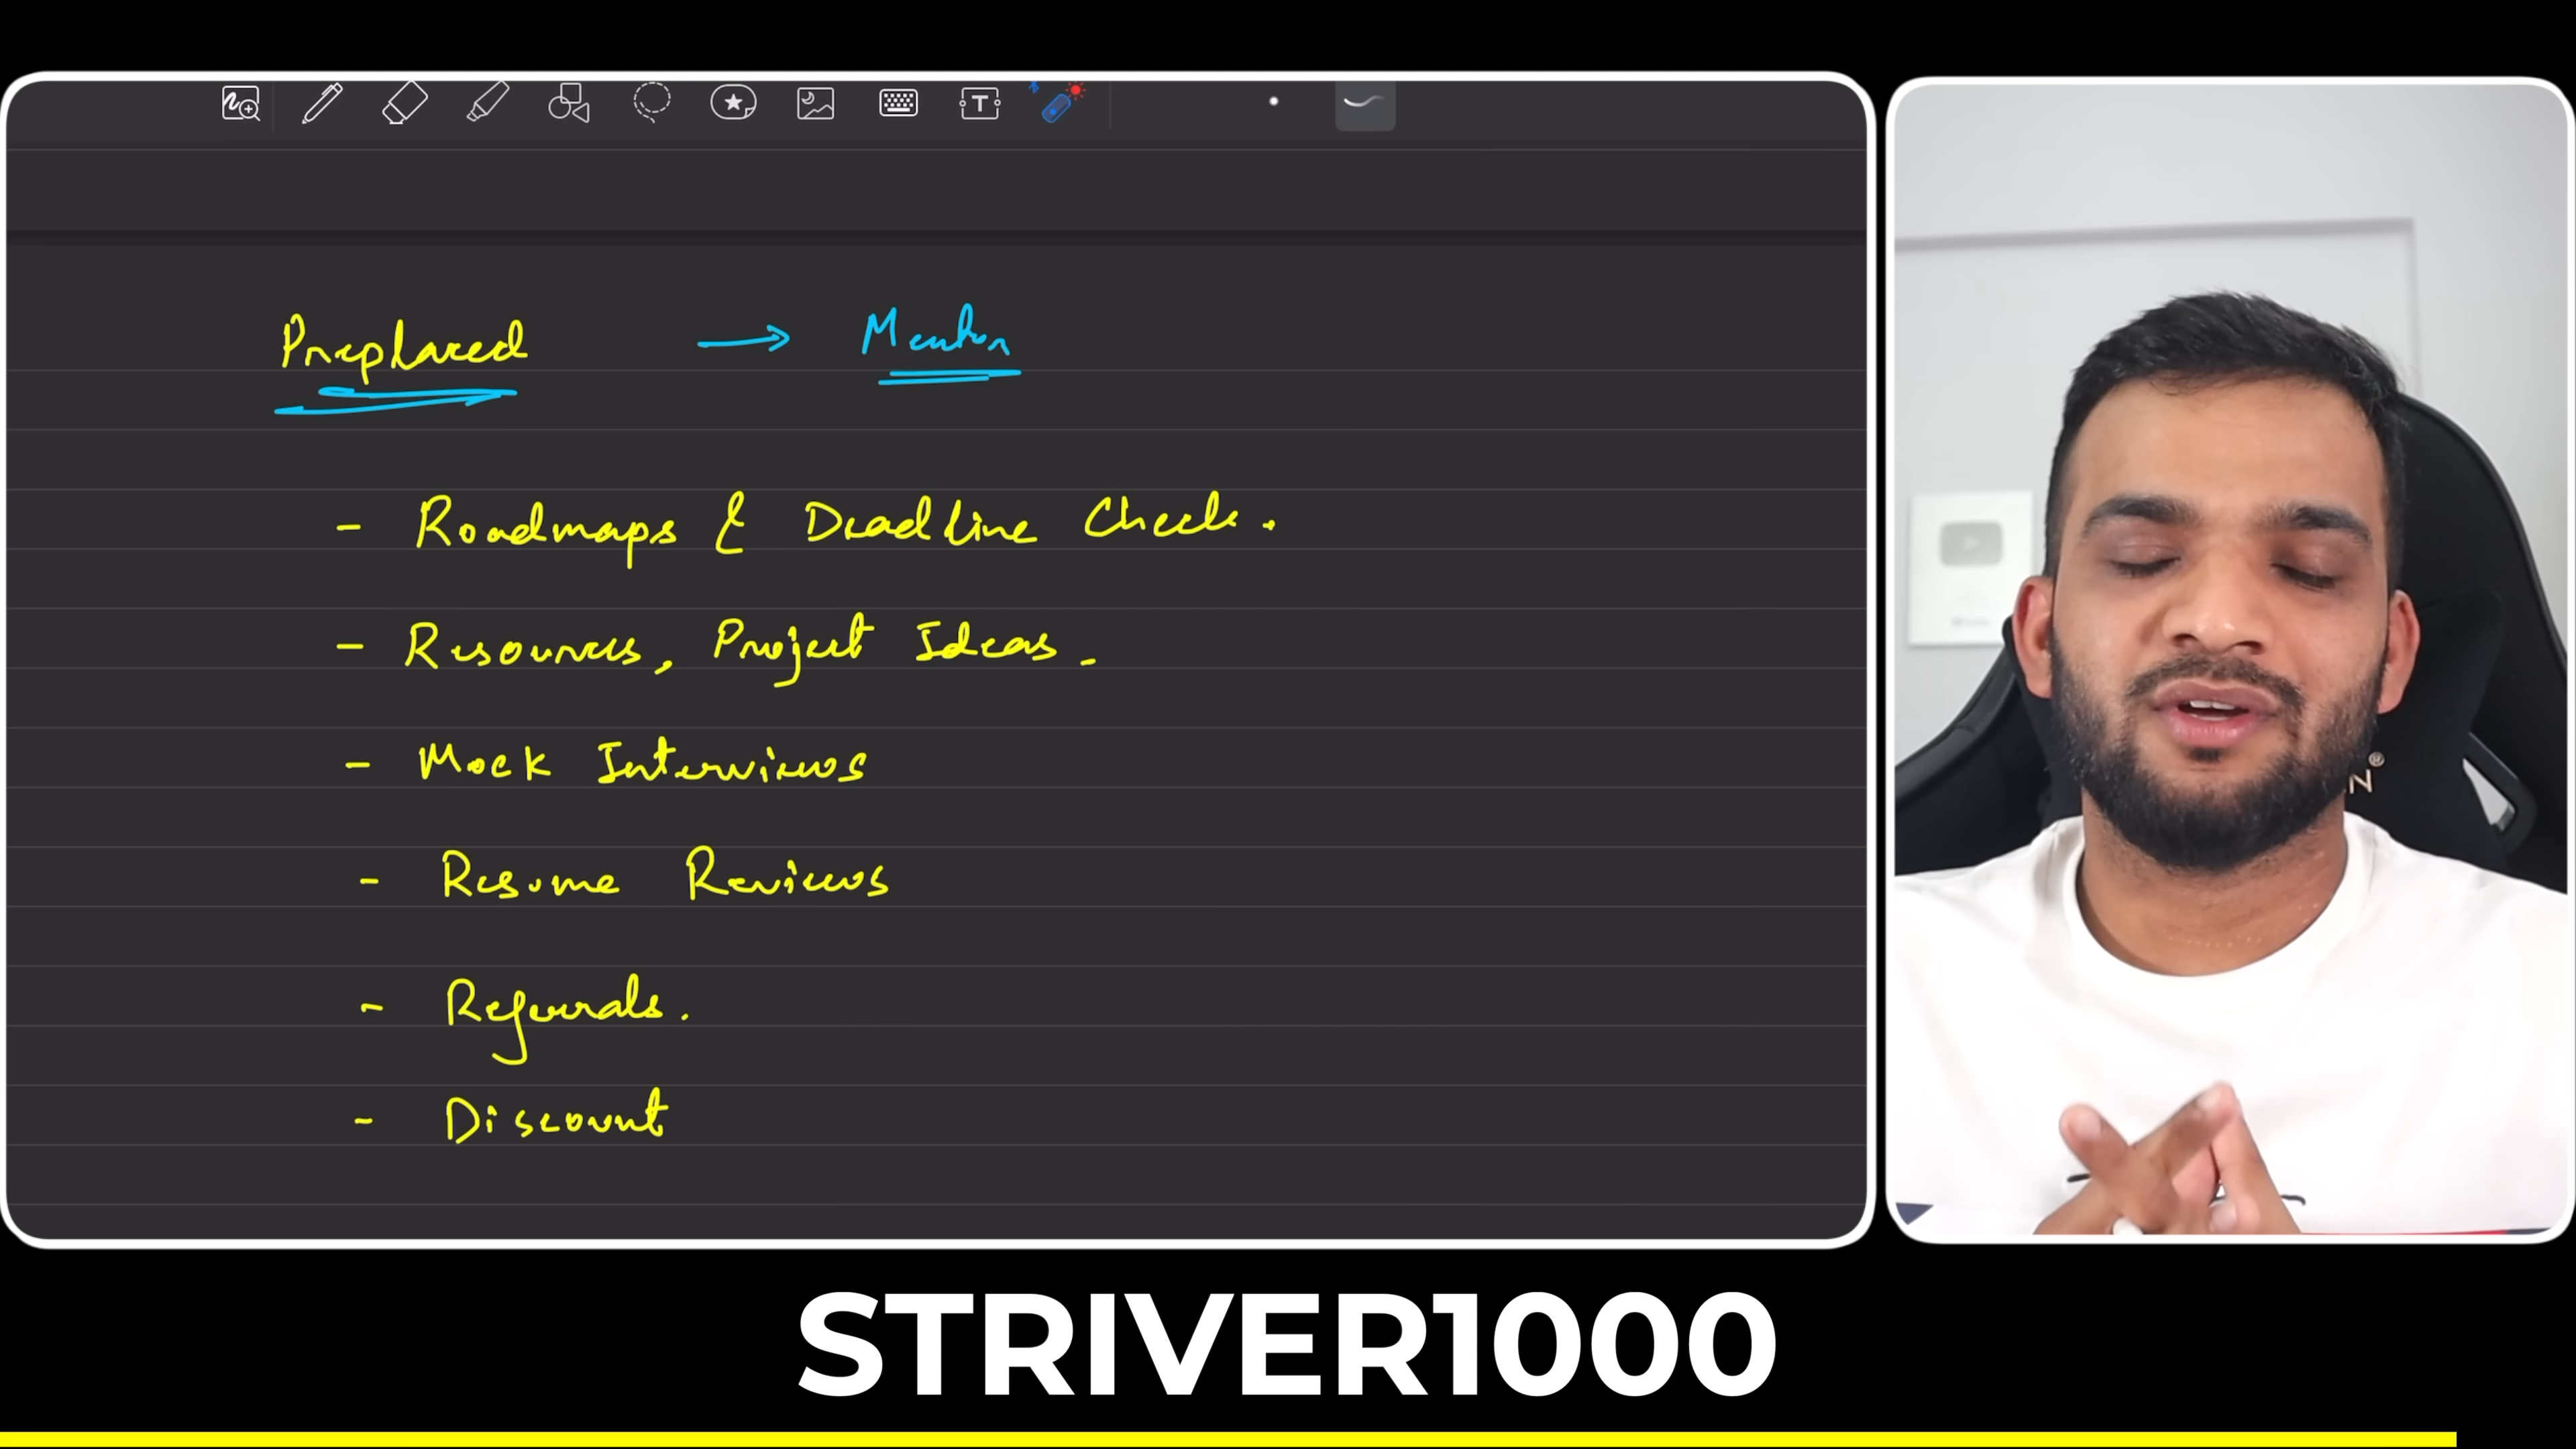 Preplaced → Mentor
- Roadmaps & Deadline Check.
- Resources, Project Ideas.
- Mock Interviews
- Resume Reviews
- Referrals.
- Discount
T
N®
STRIVER1000